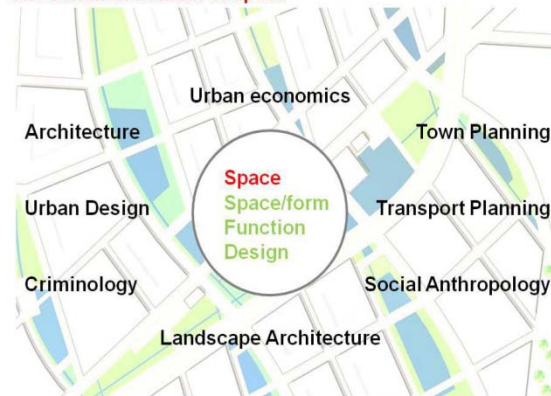 Urban economics
Architecture
Town Planning
Space
Space/form
Function
Design
Urban Design
Transport Planning
Criminology
Social Anthropology
Landscape Architecture